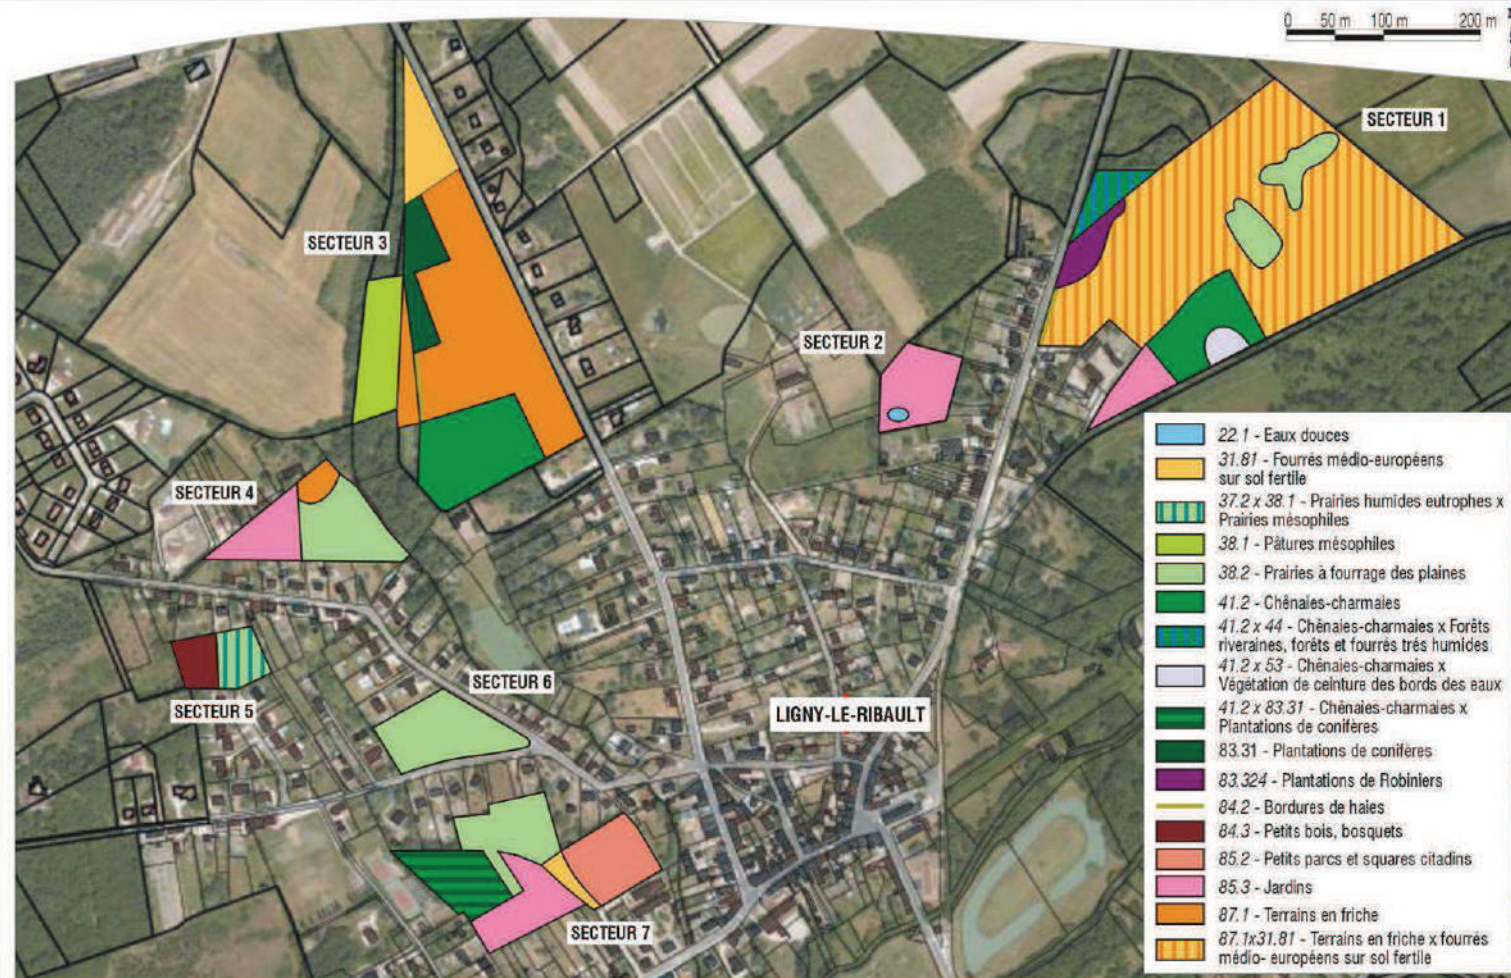 0 50 m 100 m 200 m
SECTEUR 1
SECTEUR 3
SECTEUR 2
SECTEUR 4
SECTEUR 6
SECTEUR 5
LIGNY-LE-RIBAULT
SECTEUR 7
22.1 - Eaux douces
31.81 - Fourrés médio-européens
sur sol fertile
37.2 x 38.1 - Prairies humides eutrophes x
Prairies mésophiles
38.1 - Pâtures mésophiles
38.2 - Prairies à fourrage des plaines
41.2 - Chênaies-charmaies
41.2 x 44 - Chênaies-charmaies x Forêts
riveraines, forêts et fourrés très humides
41.2 x 53 - Chênaies-charmaies x
Végétation de ceinture des bords des eaux
41.2 x 83.31 - Chênaies-charmaies x
Plantations de conifères
83.31 - Plantations de conifères
83.324 - Plantations de Robiniers
84.2 - Bordures de haies
84.3 - Petits bois, bosquets
85.2 - Petits parcs et squares citadins
85.3 - Jardins
87.1 - Terrains en friche
87.1x31.81 - Terrains en friche x fourrés
médio- européens sur sol fertile